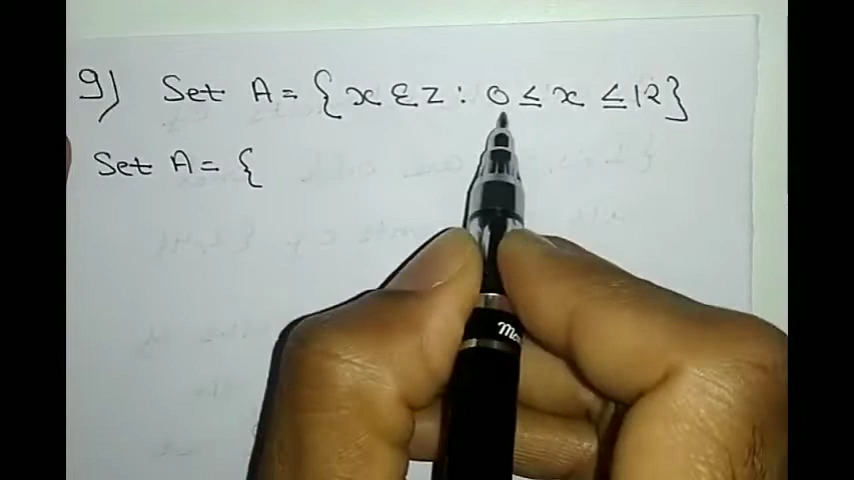 9) Set A = {x ∈ Z : 0 ≤ x ≤ 12}
Set A = {